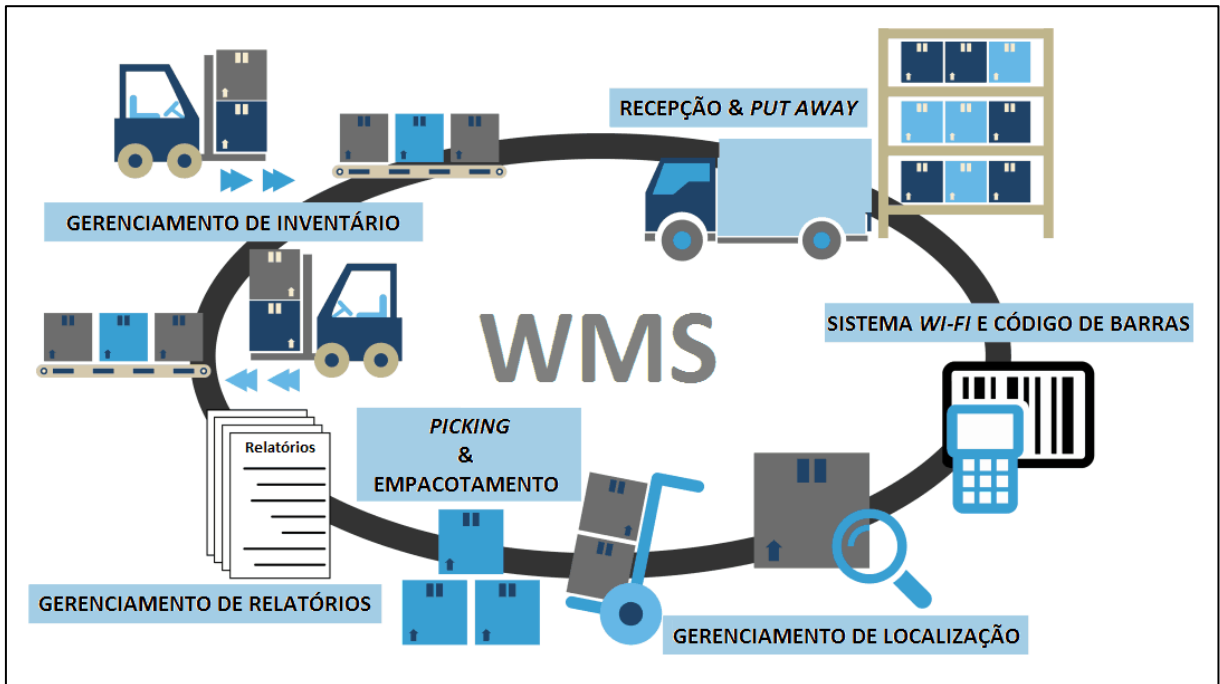 RECEPÇÃO & PUT AWAY
GERENCIAMENTO DE INVENTÁRIO
SISTEMA WI-FI E CÓDIGO DE BARRAS
WMS
PICKING
&
EMPACOTAMENTO
Relatórios
GERENCIAMENTO DE RELATÓRIOS
GERENCIAMENTO DE LOCALIZAÇÃO